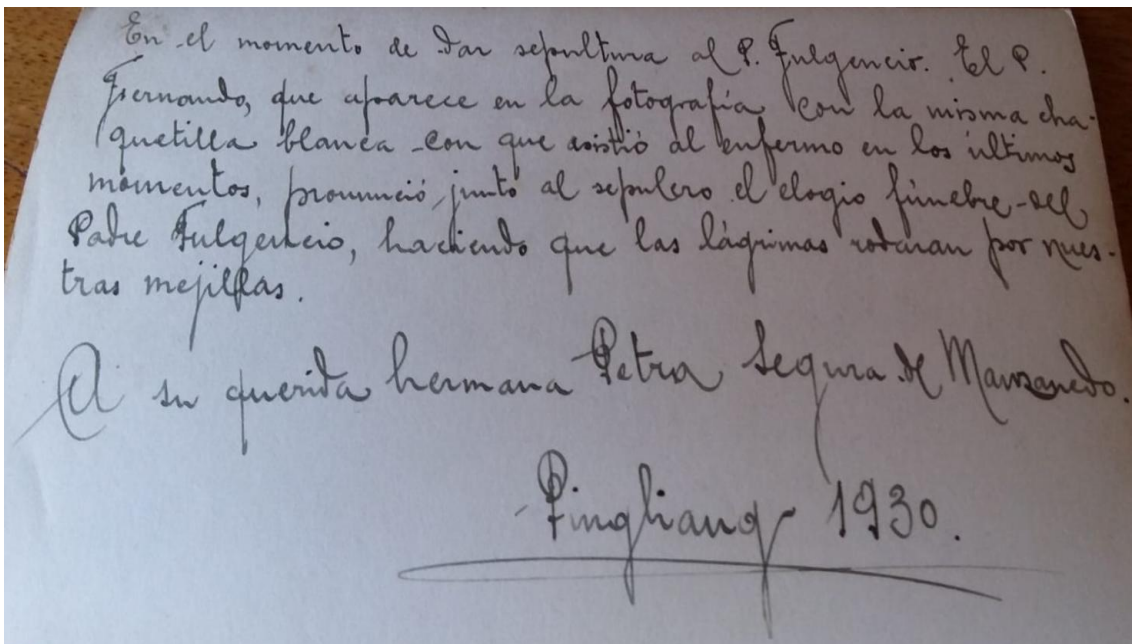 En el momento de dar sepultura al P. Fulgencio. El P.
Fernando, que aparece en la fotografía con la misma cha-
quetilla blanca con que asistió al enfermo en los últimos
momentos, pronunció, junto al sepulcro el elogio fúnebre del
Padre Fulgencio, haciendo que las lágrimas rodaran por nues-
tras mejillas.
A su querida hermana Petra Segura de Manzanedo.
Pingliang 1930.